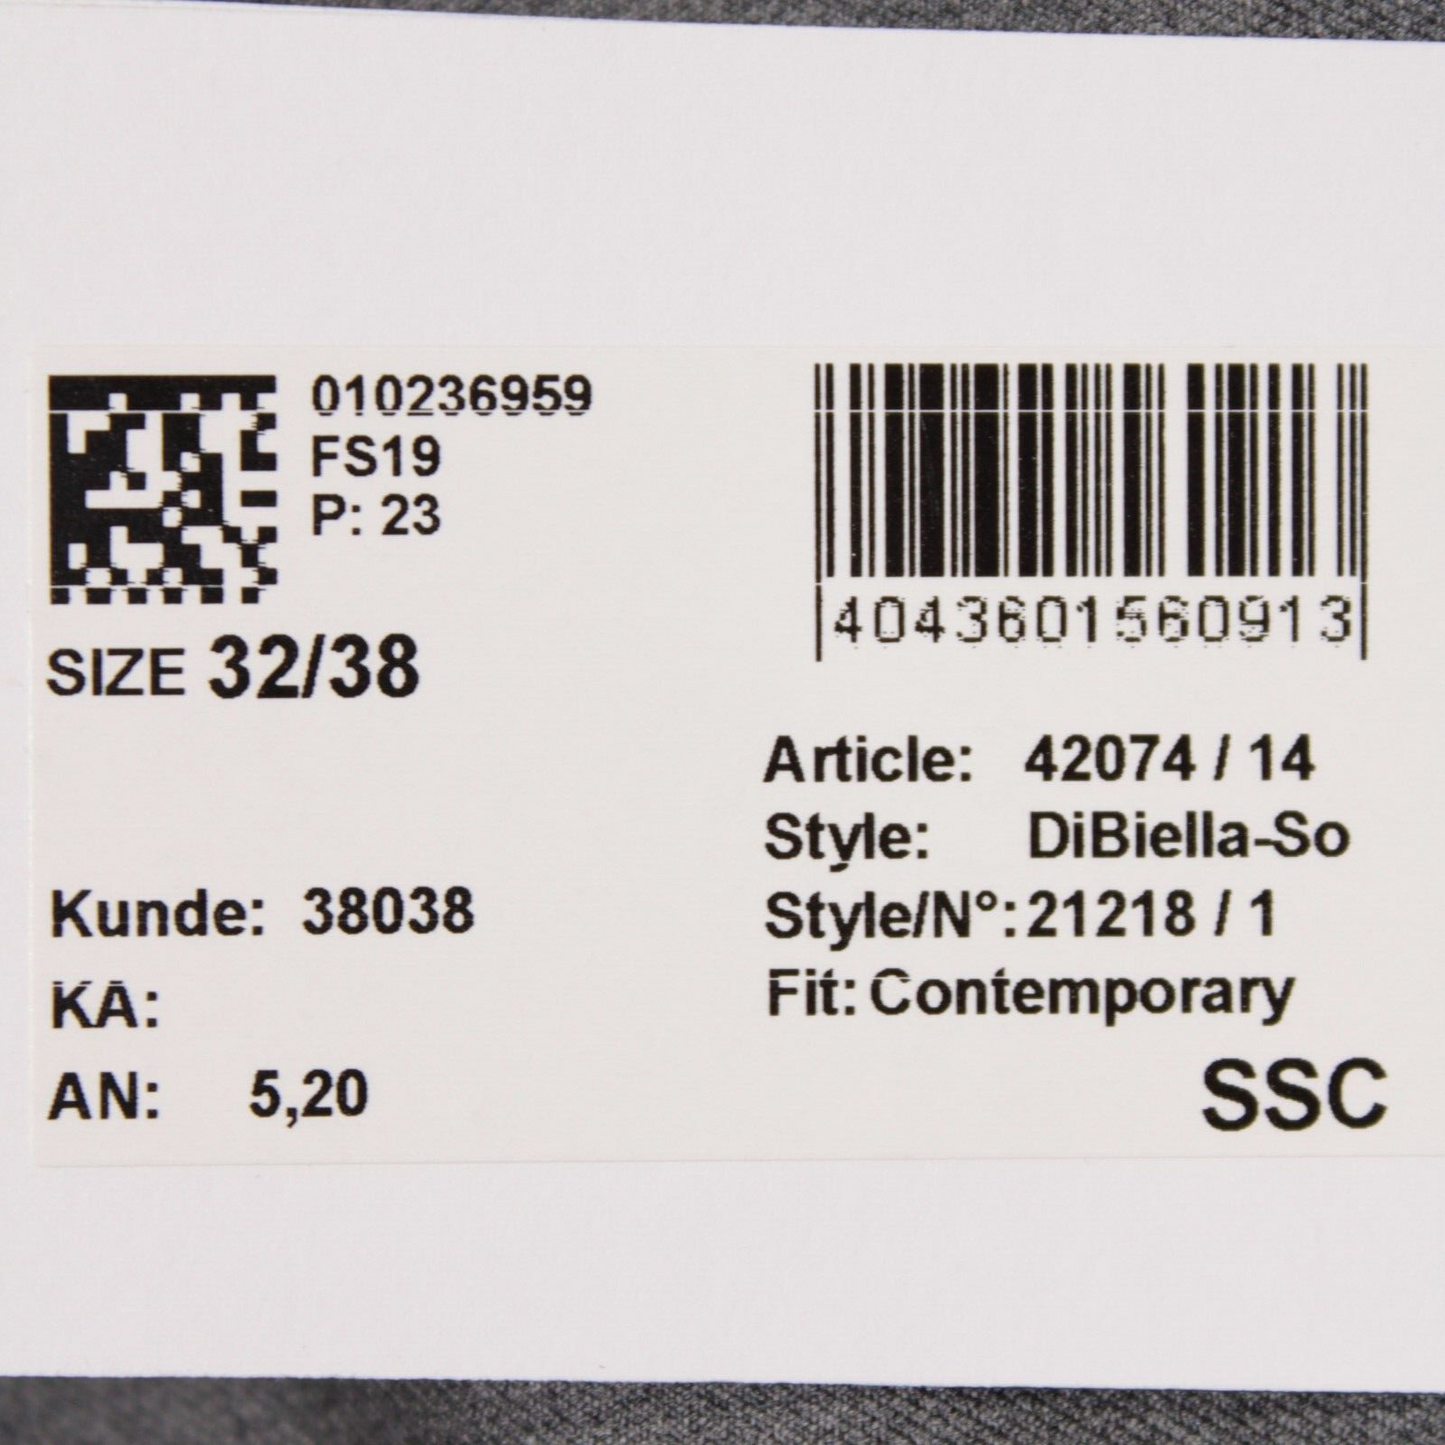 010236959
FS19
P: 23
SIZE 32/38
Kunde: 38038
KA:
AN: 5,20
4043601560913
Article: 42074 / 14
Style: DiBiella-So
Style/N°: 21218 / 1
Fit: Contemporary
SSC